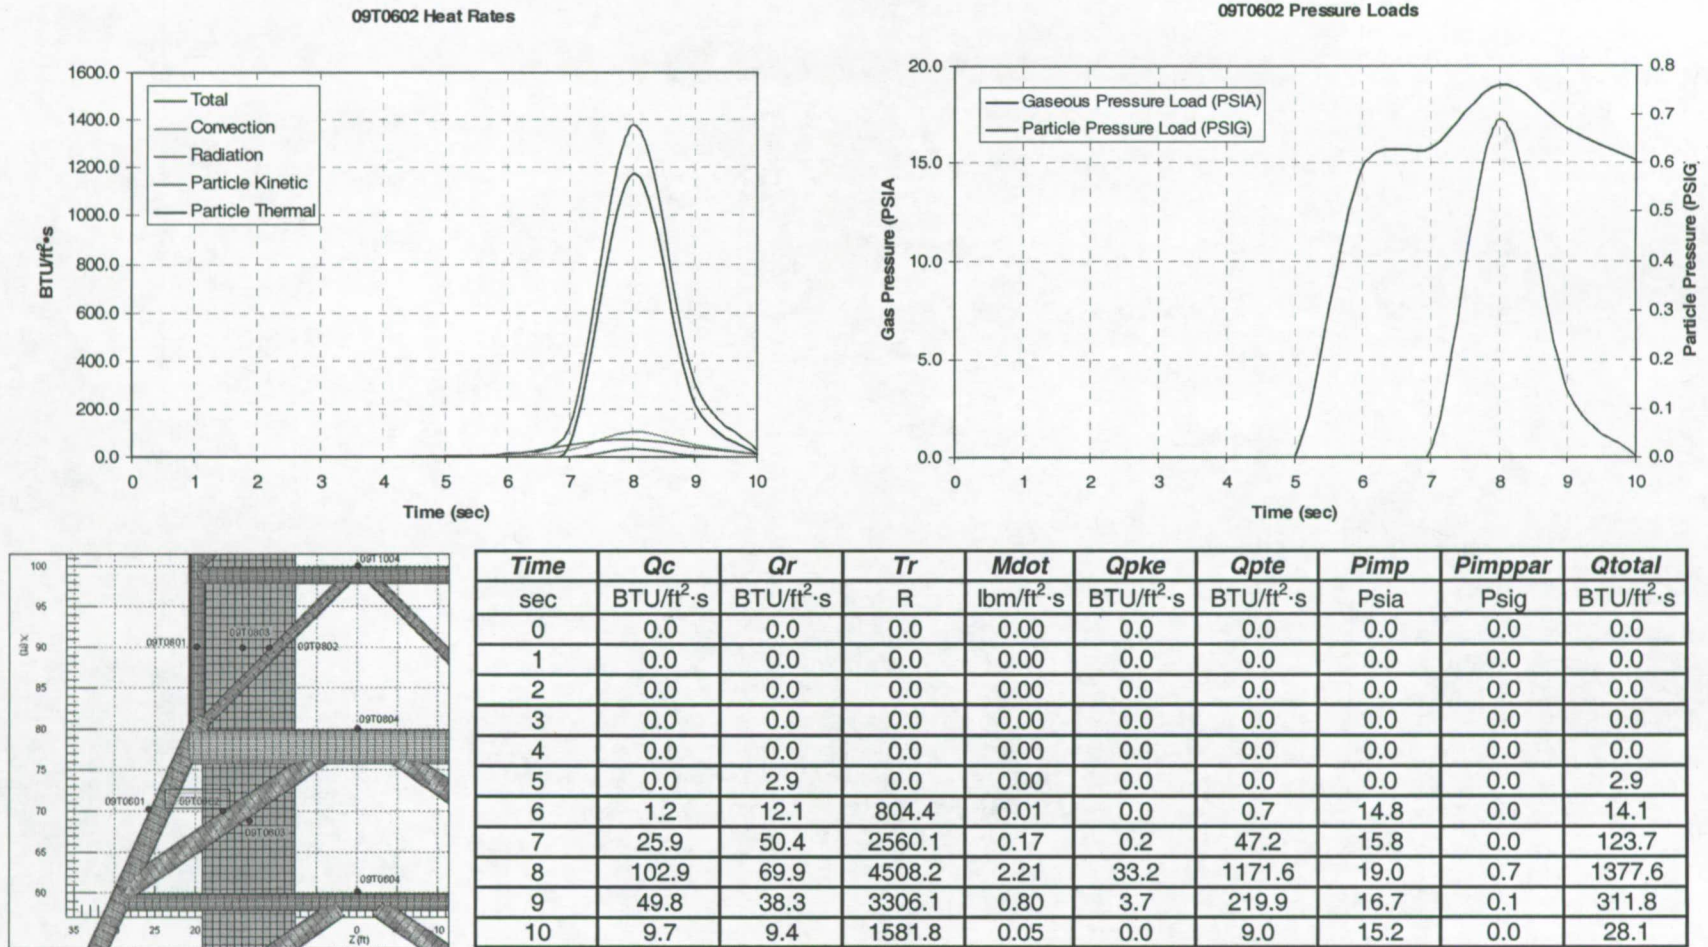 09T0602 Heat Rates
1600.0
1400.0
1200.0
1000.0
800.0
600.0
400.0
200.0
0.0
BTU/ft²•s
Total
Convection
Radiation
Particle Kinetic
Particle Thermal
0 1 2 3 4 5 6 7 8 9 10
Time (sec)
09T0602 Pressure Loads
20.0
15.0
10.0
5.0
0.0
Gas Pressure (PSIA
Gaseous Pressure Load (PSIA)
Particle Pressure Load (PSIG)
0.8
0.7
0.6
0.5
0.4
0.3
0.2
0.1
0.0
Particle Pressure (PSIG
0 1 2 3 4 5 6 7 8 9 10
Time (sec)
100
95
90
85
80
75
70
65
60
X (ft)
09T1004
09T0801
09T0803
09T0802
09T0804
09T0601
09T0602
09T0603
09T0604
35 25 20 0 10
Z (ft)
Time Qc Qr Tr Mdot Qpke Qpte Pimp Pimppar Qtotal
sec BTU/ft²·s BTU/ft²·s R lbm/ft²·s BTU/ft²·s BTU/ft²·s Psia Psig BTU/ft²·s
0 0.0 0.0 0.0 0.00 0.0 0.0 0.0 0.0 0.0
1 0.0 0.0 0.0 0.00 0.0 0.0 0.0 0.0 0.0
2 0.0 0.0 0.0 0.00 0.0 0.0 0.0 0.0 0.0
3 0.0 0.0 0.0 0.00 0.0 0.0 0.0 0.0 0.0
4 0.0 0.0 0.0 0.00 0.0 0.0 0.0 0.0 0.0
5 0.0 2.9 0.0 0.00 0.0 0.0 0.0 0.0 2.9
6 1.2 12.1 804.4 0.01 0.0 0.7 14.8 0.0 14.1
7 25.9 50.4 2560.1 0.17 0.2 47.2 15.8 0.0 123.7
8 102.9 69.9 4508.2 2.21 33.2 1171.6 19.0 0.7 1377.6
9 49.8 38.3 3306.1 0.80 3.7 219.9 16.7 0.1 311.8
10 9.7 9.4 1581.8 0.05 0.0 9.0 15.2 0.0 28.1